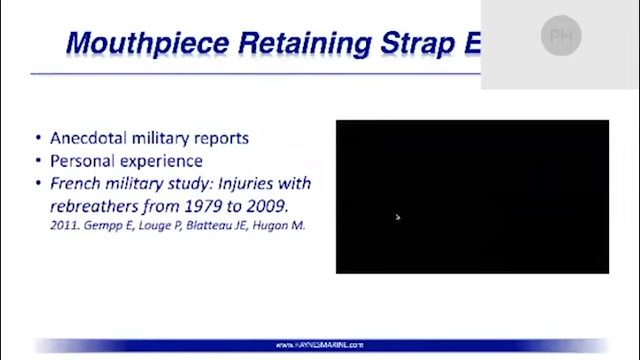 Mouthpiece Retaining Strap E
PH
• Anecdotal military reports
• Personal experience
• French military study: Injuries with
rebreathers from 1979 to 2009.
2011. Gempp E, Louge P, Blatteau JE, Hugon M.
www.HAYNESMARINE.com